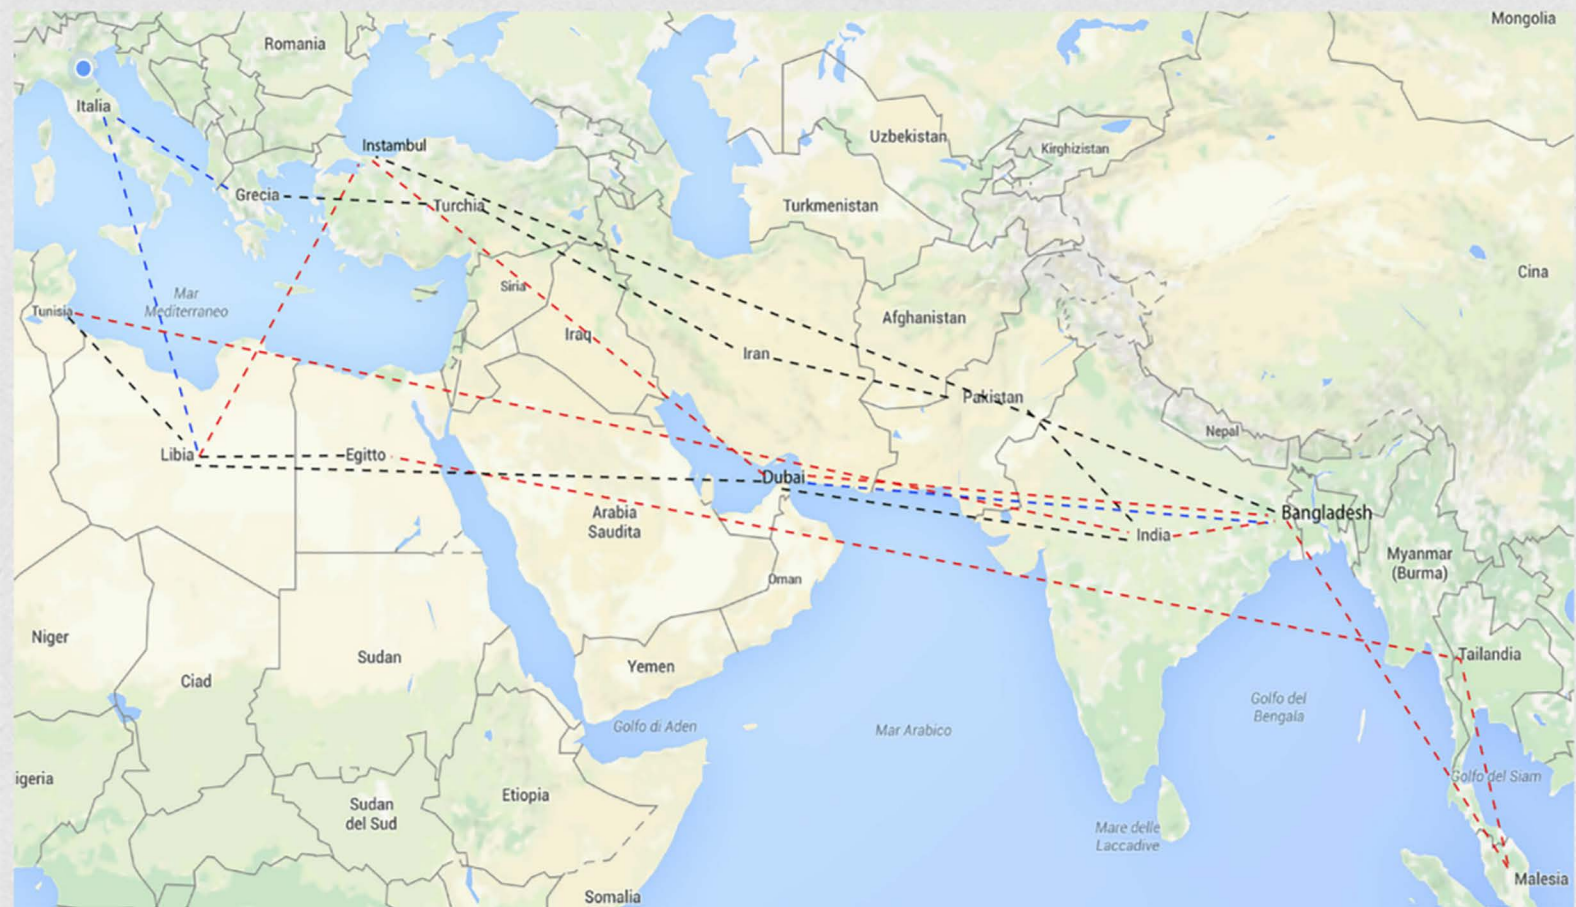 Mongolia
Romania
Italia
Uzbekistan
Instambul
Kirghizistan
Grecia
Turchia
Turkmenistan
Cina
Siria
Mar
Mediterraneo
Tunisia
Afghanistan
Iraq
Iran
Pakistan
Nepal
Libia
Egitto
Dubai
Arabia
Saudita
Bangladesh
India
Myanmar
(Burma)
Oman
Niger
Sudan
Yemen
Tailandia
Ciad
Golfo del
Bengala
Golfo di Aden
Mar Arabico
igeria
Golfo del Siam
Etiopia
Sudan
del Sud
Mare delle
Laccadive
Malesia
Somalia